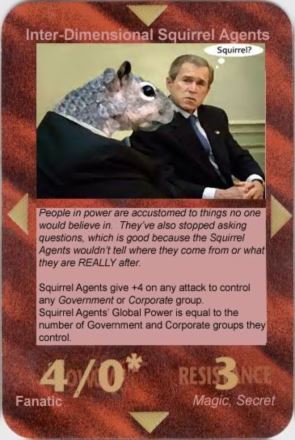 Inter-Dimensional Squirrel Agents
Squirrel?
People in power are accustomed to things no one
would believe in. They've also stopped asking
questions, which is good because the Squirrel
Agents wouldn't tell where they come from or what
they are REALLY after.
Squirrel Agents give +4 on any attack to control
any Government or Corporate group.
Squirrel Agents' Global Power is equal to the
number of Government and Corporate groups they
control.
POWER RESISTANCE
4/0* 3
Fanatic Magic, Secret